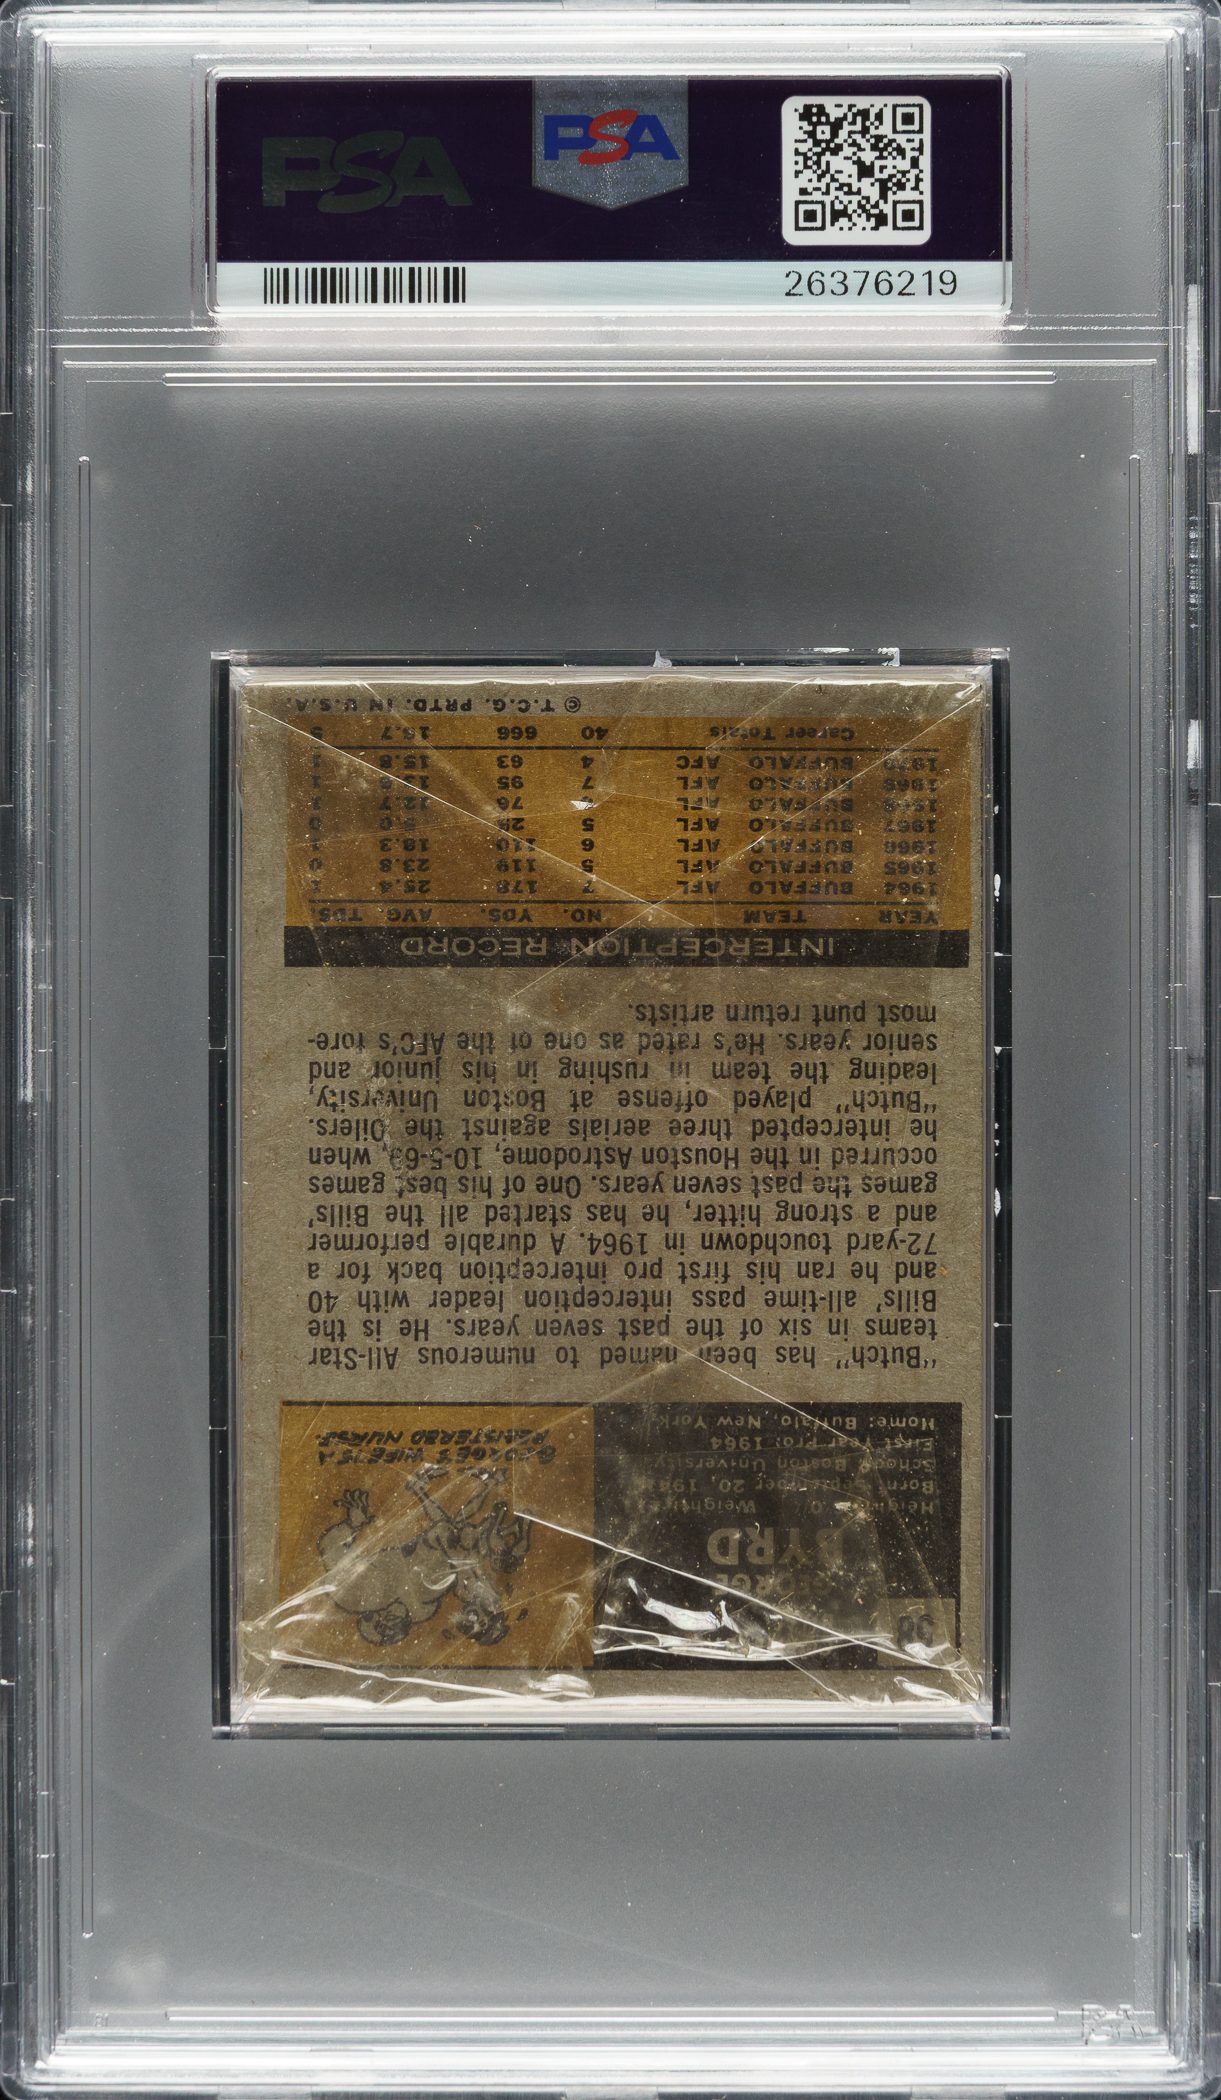 PSA
PSA
26376219
38
GEORGE
BYRD
Height: Weight:
Born: September 20,
School: Boston University
First Year Pro: 1964
Home: Buffalo, New York
GEORGE'S WIFE IS A
REGISTERED NURSE.
"Butch" has been named to numerous All-Star
teams in six of the past seven years. He is the
Bills' all-time pass interception leader with 40
and he ran his first pro interception back for a
72-yard touchdown in 1964. A durable performer
and a strong hitter, he has started all the Bills'
games the past seven years. One of his best games
occurred in the Houston Astrodome, 10-5-69, when
he intercepted three aerials against the Oilers.
"Butch" played offense at Boston University,
leading the team in rushing in his junior and
senior years. He's rated as one of the AFC's fore-
most punt return artists.
INTERCEPTION RECORD
YEAR TEAM NO. YDS. AVG. TDS.
1964 BUFFALO AFL 7 178 25.4 1
1965 BUFFALO AFL 5 119 23.8 0
1966 BUFFALO AFL 6 110 18.3 1
1967 BUFFALO AFL 5 25 5.0 0
1968 BUFFALO AFL 6 76 12.7 1
1969 BUFFALO AFL 7 95 13.6 1
1970 BUFFALO AFC 4 63 15.8 1
Career Totals 40 666 16.7 5
© T.C.G. PRTD. IN U.S.A.
PSA